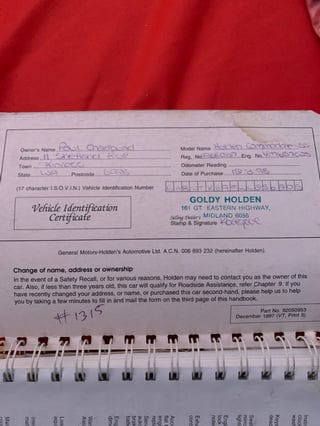 Owner's Name Paul
Model Name Holden Commodore SS
Address 11
Reg. No. Eng. No.
Town Kinross
Odometer Reading
State WA Postcode 6028
Date of Purchase
(17 character I.S.O.V.I.N.) Vehicle Identification Number
Vehicle Identification
Certificate
GOLDY HOLDEN
161 GT. EASTERN HIGHWAY,
Selling Dealer's MIDLAND 6056
Stamp & Signature
General Motors-Holden's Automotive Ltd. A.C.N. 006 893 232 (hereinafter Holden).
Change of name, address or ownership
In the event of a Safety Recall, or for various reasons, Holden may need to contact you as the owner of this
car. Also, if less than three years old, this car will qualify for Roadside Assistance, refer Chapter 9. If you
have recently changed your address, or name, or purchased this car second-hand, please help us to help
you by taking a few minutes to fill in and mail the form on the third page of this handbook.
#1315
Part No. 92050953
December 1997 (VT, Print 3)